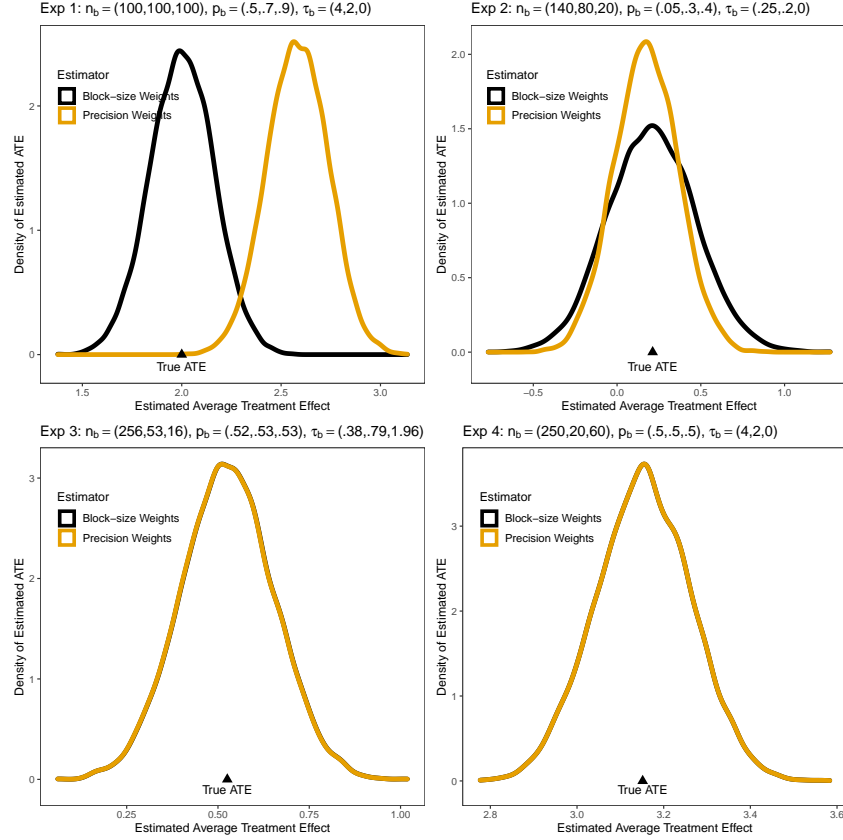 Exp 1: n_b = (100,100,100), p_b = (.5,.7,.9), τ_b = (4,2,0)
Density of Estimated ATE
2
1
0
Estimator
Block−size Weights
Precision Weights
True ATE
1.5 2.0 2.5 3.0
Estimated Average Treatment Effect
Exp 2: n_b = (140,80,20), p_b = (.05,.3,.4), τ_b = (.25,.2,0)
Density of Estimated ATE
2.0
1.5
1.0
0.5
0.0
Estimator
Block−size Weights
Precision Weights
True ATE
−0.5 0.0 0.5 1.0
Estimated Average Treatment Effect
Exp 3: n_b = (256,53,16), p_b = (.52,.53,.53), τ_b = (.38,.79,1.96)
Density of Estimated ATE
3
2
1
0
Estimator
Block−size Weights
Precision Weights
True ATE
0.25 0.50 0.75 1.00
Estimated Average Treatment Effect
Exp 4: n_b = (250,20,60), p_b = (.5,.5,.5), τ_b = (4,2,0)
Density of Estimated ATE
3
2
1
0
Estimator
Block−size Weights
Precision Weights
True ATE
2.8 3.0 3.2 3.4 3.6
Estimated Average Treatment Effect